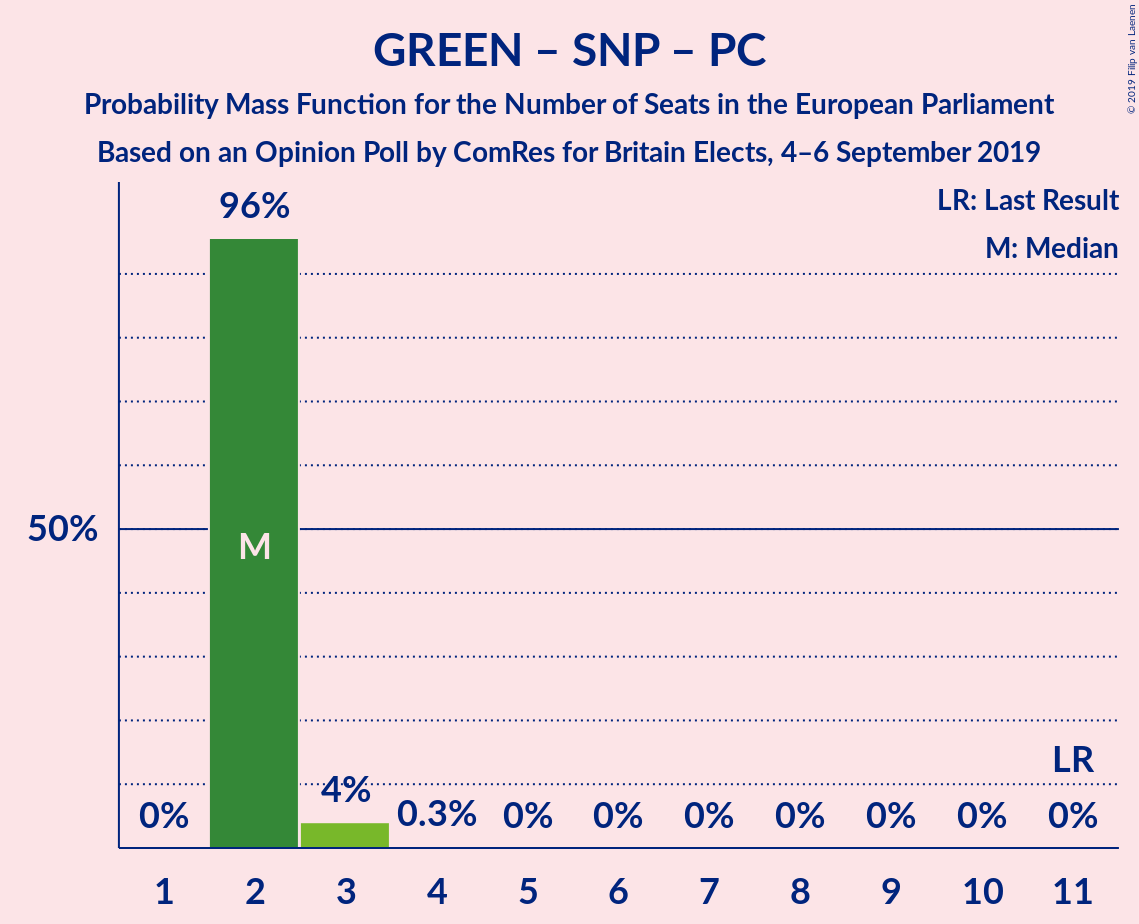 GREEN – SNP – PC
Probability Mass Function for the Number of Seats in the European Parliament
Based on an Opinion Poll by ComRes for Britain Elects, 4–6 September 2019
© 2019 Filip van Laenen
LR: Last Result
M: Median
96%
50%
M
LR
0% 4% 0.3% 0% 0% 0% 0% 0% 0% 0%
1 2 3 4 5 6 7 8 9 10 11